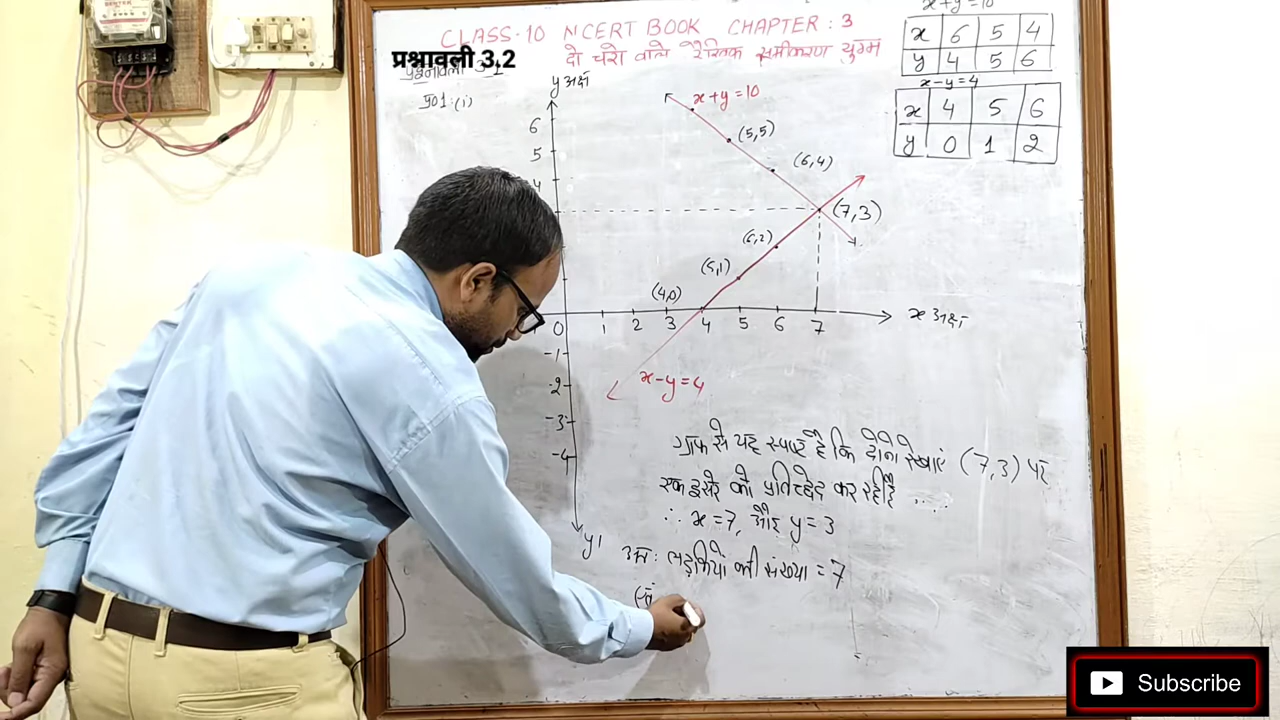 CLASS-10 NCERT BOOK CHAPTER 3
दो चरों वाले रैखिक समीकरण युग्म
प्रश्नावली 3.2
प्र01.(i)
x+y=10
x 6 5 4
y 4 5 6
x-y=4
x 4 5 6
y 0 1 2
y अक्ष
x+y=10
6
(5,5)
5
(6,4)
4
(7,3)
(6,2)
(5,1)
(4,0)
0 1 2 3 4 5 6 7
x अक्ष
-1
-2
x-y=4
-3
-4
y1
ग्राफ से यह स्पष्ट है कि दोनो रेखाएं (7,3) पर
एक दूसरे को प्रतिच्छेद कर रही हैं ....
∴ x=7, और y=3
अतः लड़कियों की संख्या = 7
Subscribe